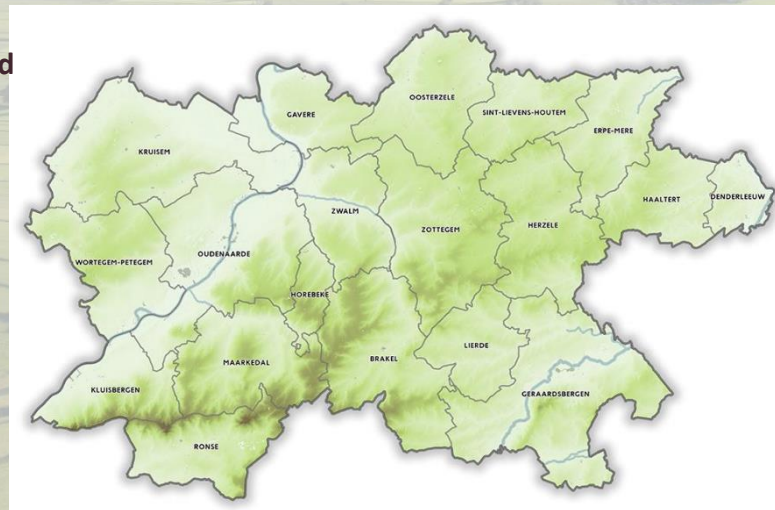 d
OOSTERZELE
GAVERE
SINT-LIEVENS-HOUTEM
ERPE-MERE
KRUISEM
HAALTERT
DENDERLEEUW
ZWALM
ZOTTEGEM
HERZELE
OUDENAARDE
WORTEGEM-PETEGEM
HOREBEKE
LIERDE
MAARKEDAL
BRAKEL
KLUISBERGEN
GERAARDSBERGEN
RONSE